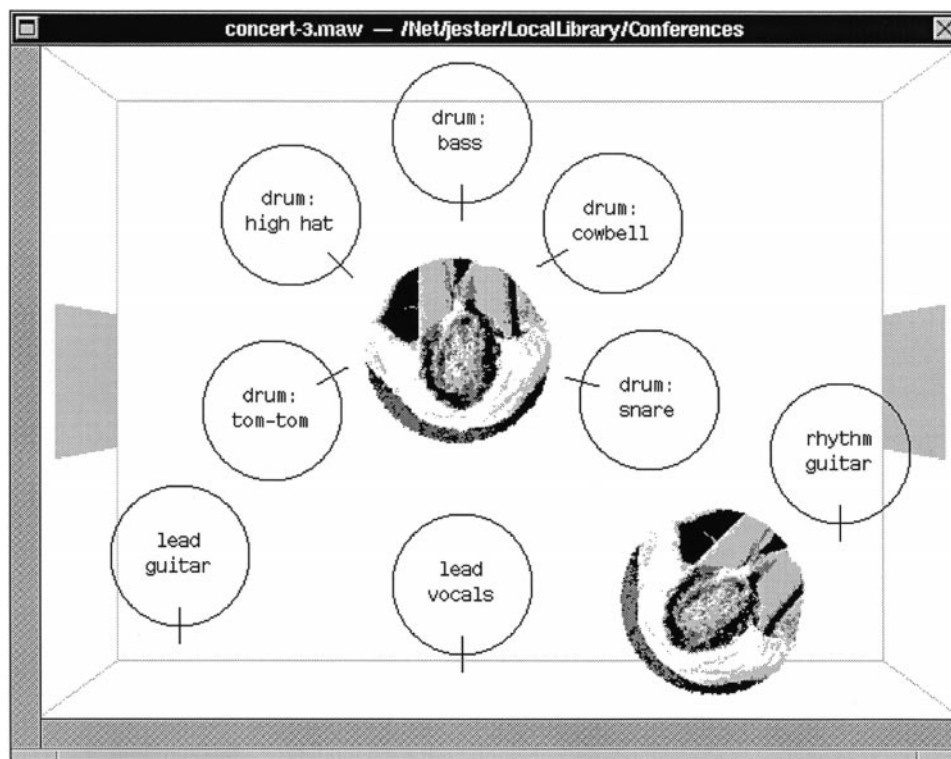 concert-3.maw — /Net/jester/LocalLibrary/Conferences
drum:
bass
drum:
high hat
drum:
cowbell
drum:
tom-tom
drum:
snare
rhythm
guitar
lead
guitar
lead
vocals